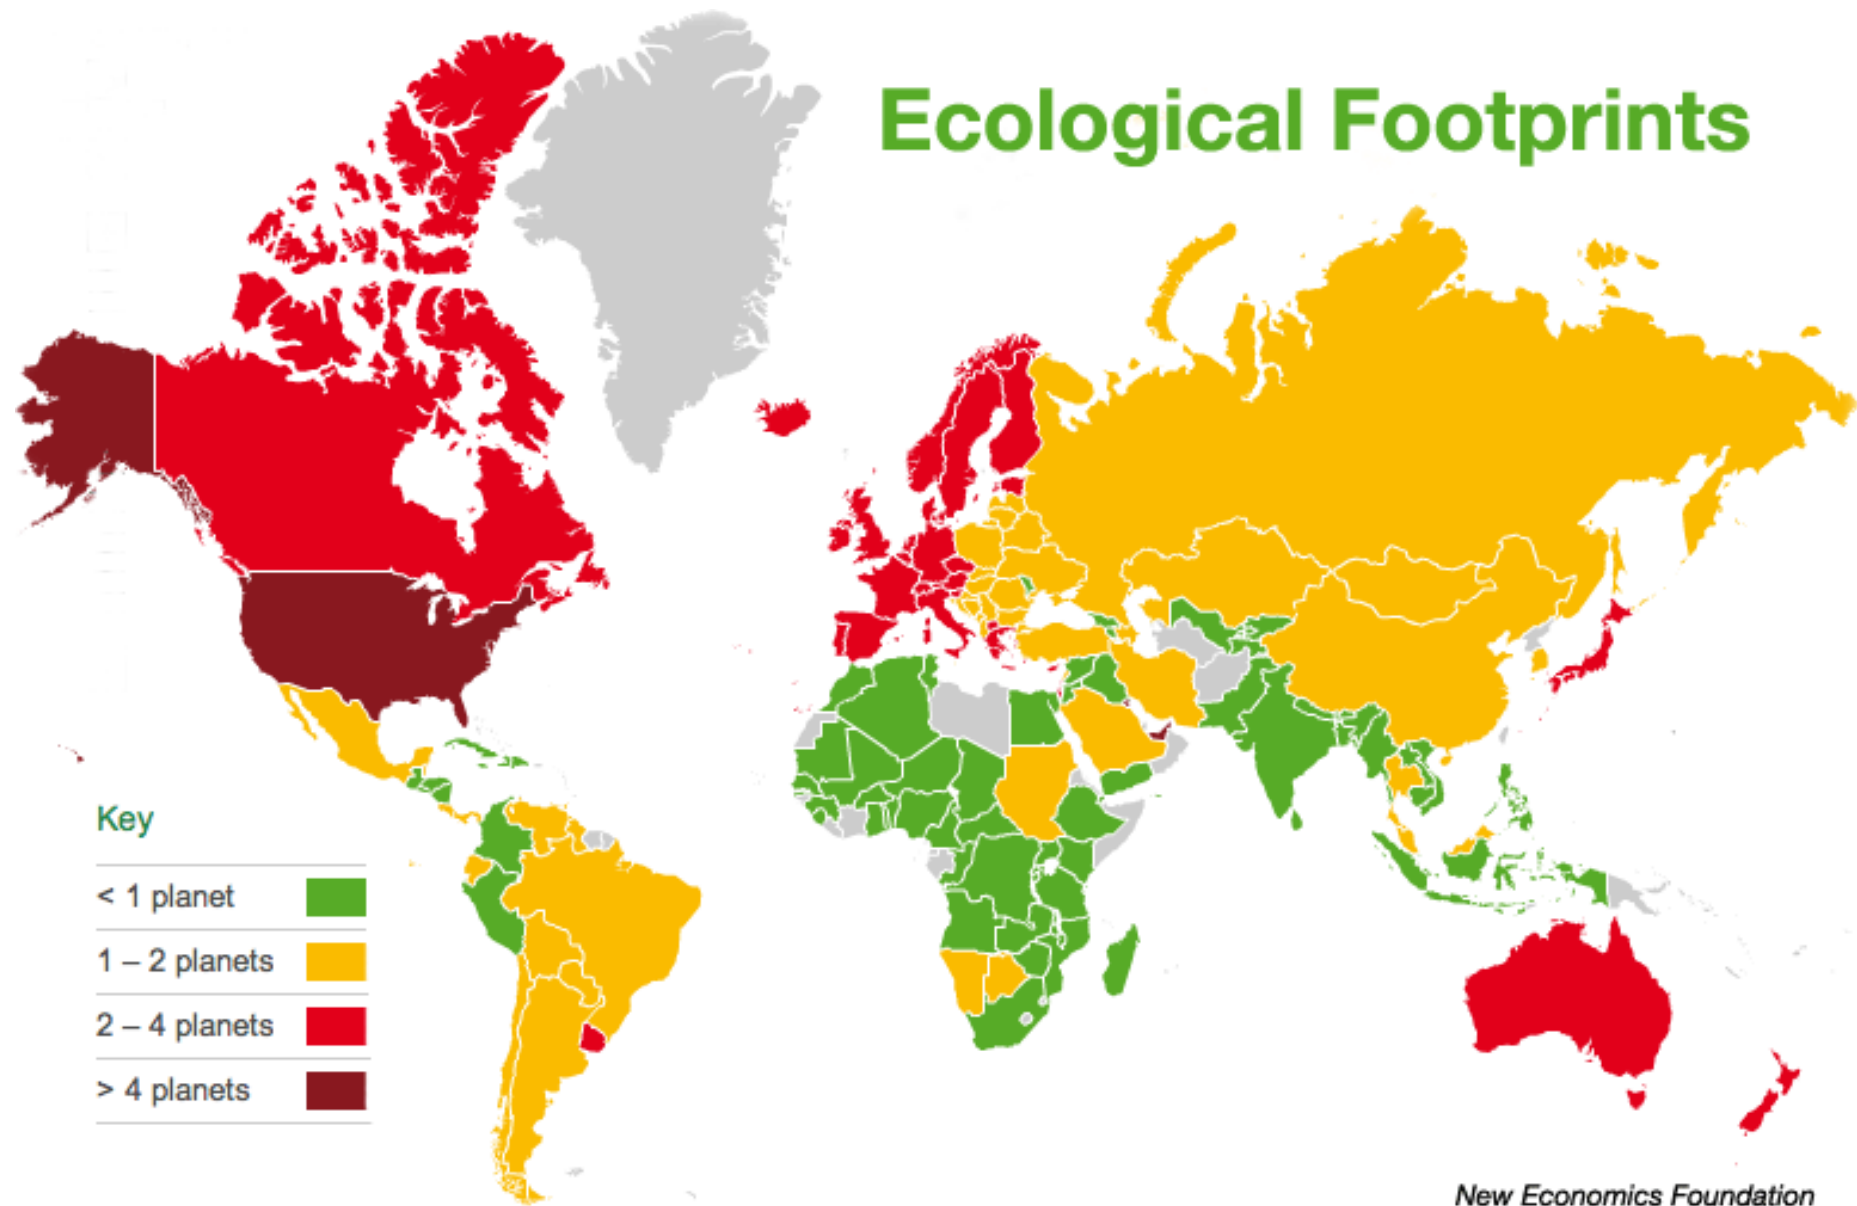 Ecological Footprints
Key
< 1 planet
1 – 2 planets
2 – 4 planets
> 4 planets
New Economics Foundation